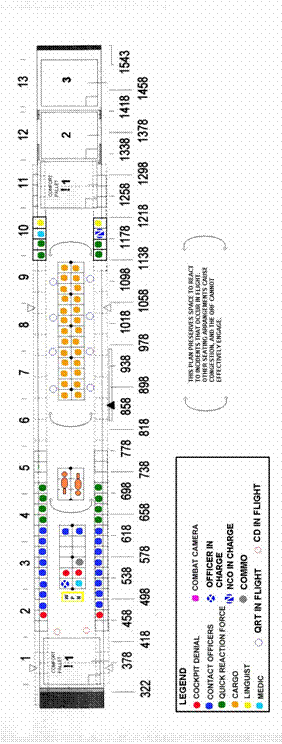 1 2 3 4 5 6 7 8 9 10 11 12 13
COMFORT PALLET
1
COMFORT PALLET
1
2
3
322 378 418 458 498 538 578 618 658 698 738 778 818 858 898 938 978 1018 1058 1098 1138 1178 1218 1258 1298 1338 1378 1418 1458 1543
LEGEND
COCKPIT DENIAL
CONTACT OFFICERS
QUICK REACTION FORCE
CARGO
LINGUIST
MEDIC
COMBAT CAMERA
OFFICER IN
CHARGE
NCO IN CHARGE
COMMO
QRT IN FLIGHT
CD IN FLIGHT
THIS PLAN PRESERVES SPACE TO REACT
TO INCIDENTS THAT OCCUR IN FLIGHT.
OTHER SEATING ARRANGEMENTS CAUSE
CONGESTION, AND THE QRF CANNOT
EFFECTIVELY ENGAGE.